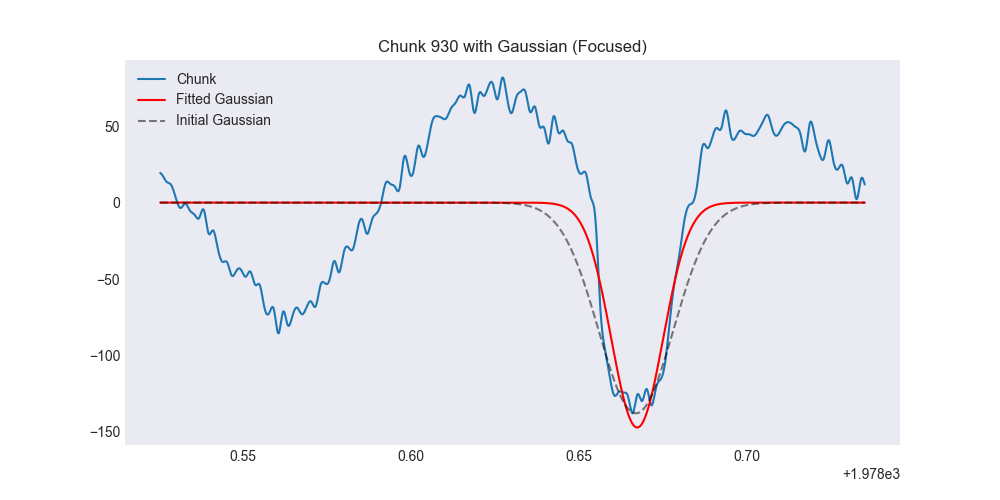 Chunk 930 with Gaussian (Focused)
Chunk
Fitted Gaussian
Initial Gaussian
50
0
−50
−100
−150
0.55 0.60 0.65 0.70
+1.978e3